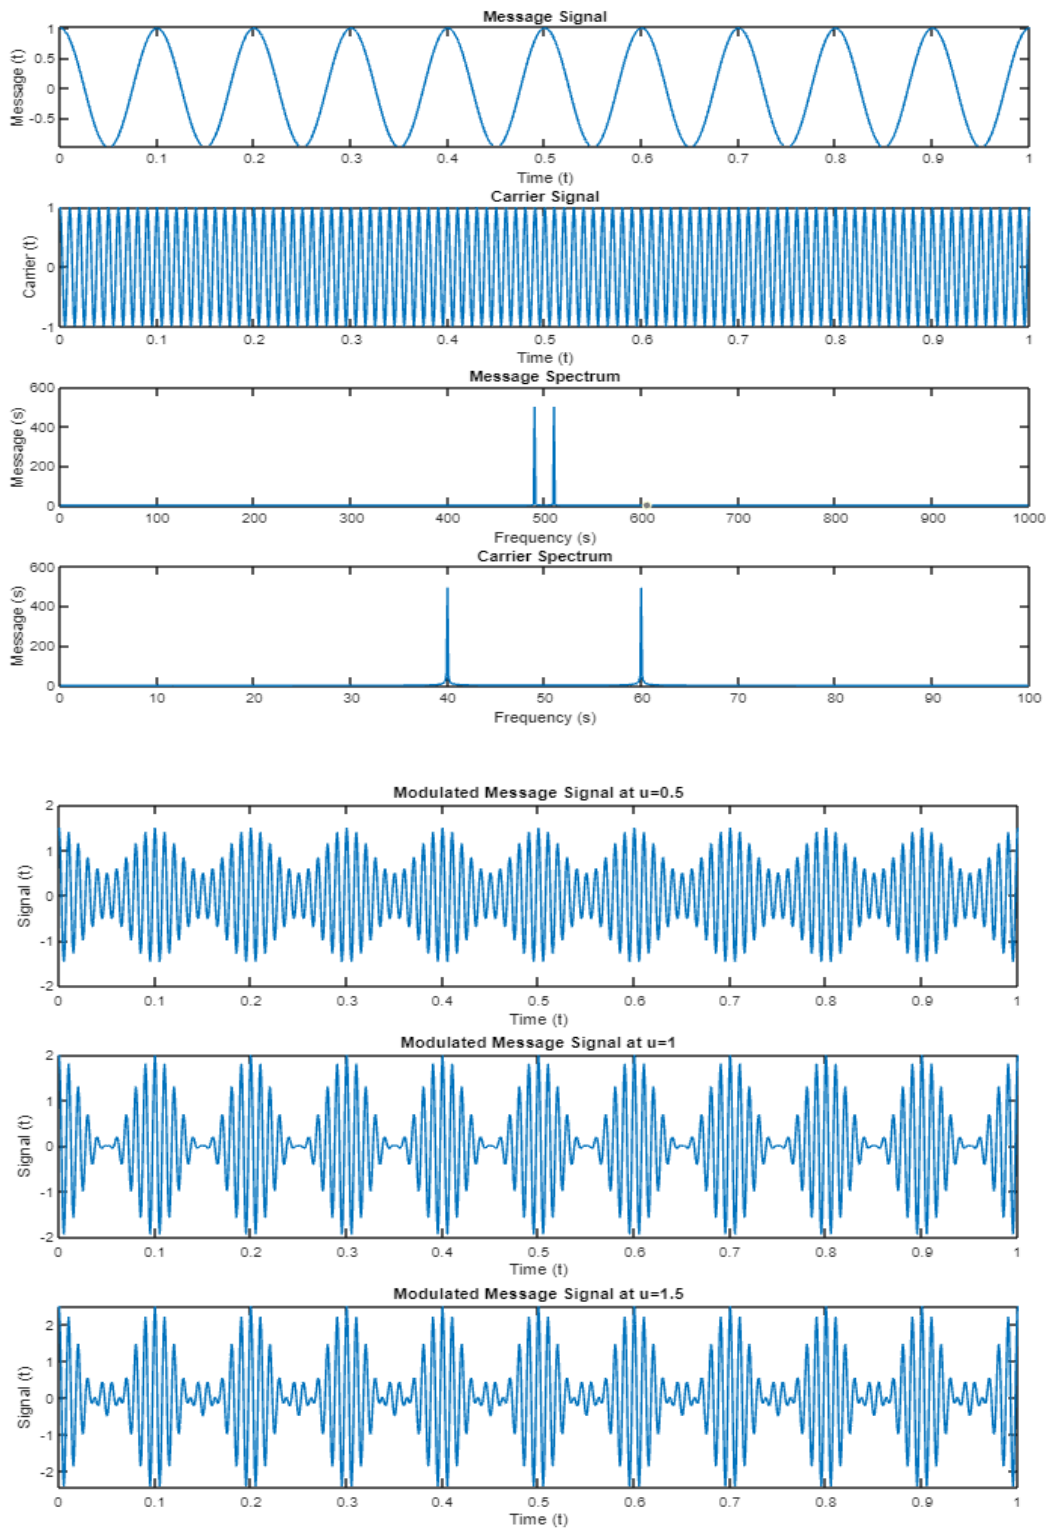 Message Signal
1
0.5
0
-0.5
Message (t)
0 0.1 0.2 0.3 0.4 0.5 0.6 0.7 0.8 0.9 1
Time (t)
Carrier Signal
1
0
-1
Carrier (t)
0 0.1 0.2 0.3 0.4 0.5 0.6 0.7 0.8 0.9 1
Time (t)
Message Spectrum
600
400
200
0
Message (s)
0 100 200 300 400 500 600 700 800 900 1000
Frequency (s)
Carrier Spectrum
600
400
200
0
Message (s)
0 10 20 30 40 50 60 70 80 90 100
Frequency (s)
Modulated Message Signal at u=0.5
2
1
0
-1
-2
Signal (t)
0 0.1 0.2 0.3 0.4 0.5 0.6 0.7 0.8 0.9 1
Time (t)
Modulated Message Signal at u=1
2
1
0
-1
-2
Signal (t)
0 0.1 0.2 0.3 0.4 0.5 0.6 0.7 0.8 0.9 1
Time (t)
Modulated Message Signal at u=1.5
2
1
0
-1
-2
Signal (t)
0 0.1 0.2 0.3 0.4 0.5 0.6 0.7 0.8 0.9 1
Time (t)